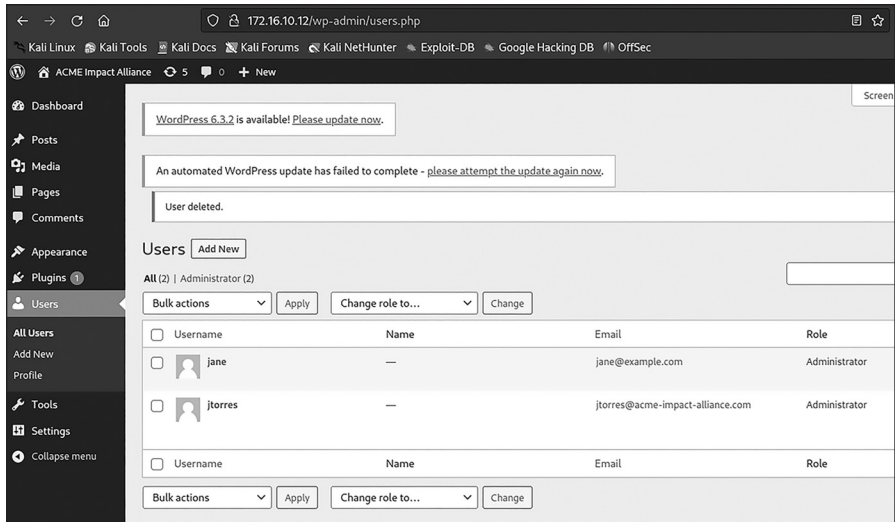 172.16.10.12/wp-admin/users.php
Kali Linux Kali Tools Kali Docs Kali Forums Kali NetHunter Exploit-DB Google Hacking DB OffSec
ACME Impact Alliance 5 0 + New
Screen
Dashboard
Posts
Media
Pages
Comments
Appearance
Plugins 1
Users
All Users
Add New
Profile
Tools
Settings
Collapse menu
WordPress 6.3.2 is available! Please update now.
An automated WordPress update has failed to complete - please attempt the update again now.
User deleted.
Users Add New
All (2) | Administrator (2)
Bulk actions Apply Change role to... Change
Username Name Email Role
jane — jane@example.com Administrator
jtorres — jtorres@acme-impact-alliance.com Administrator
Username Name Email Role
Bulk actions Apply Change role to... Change